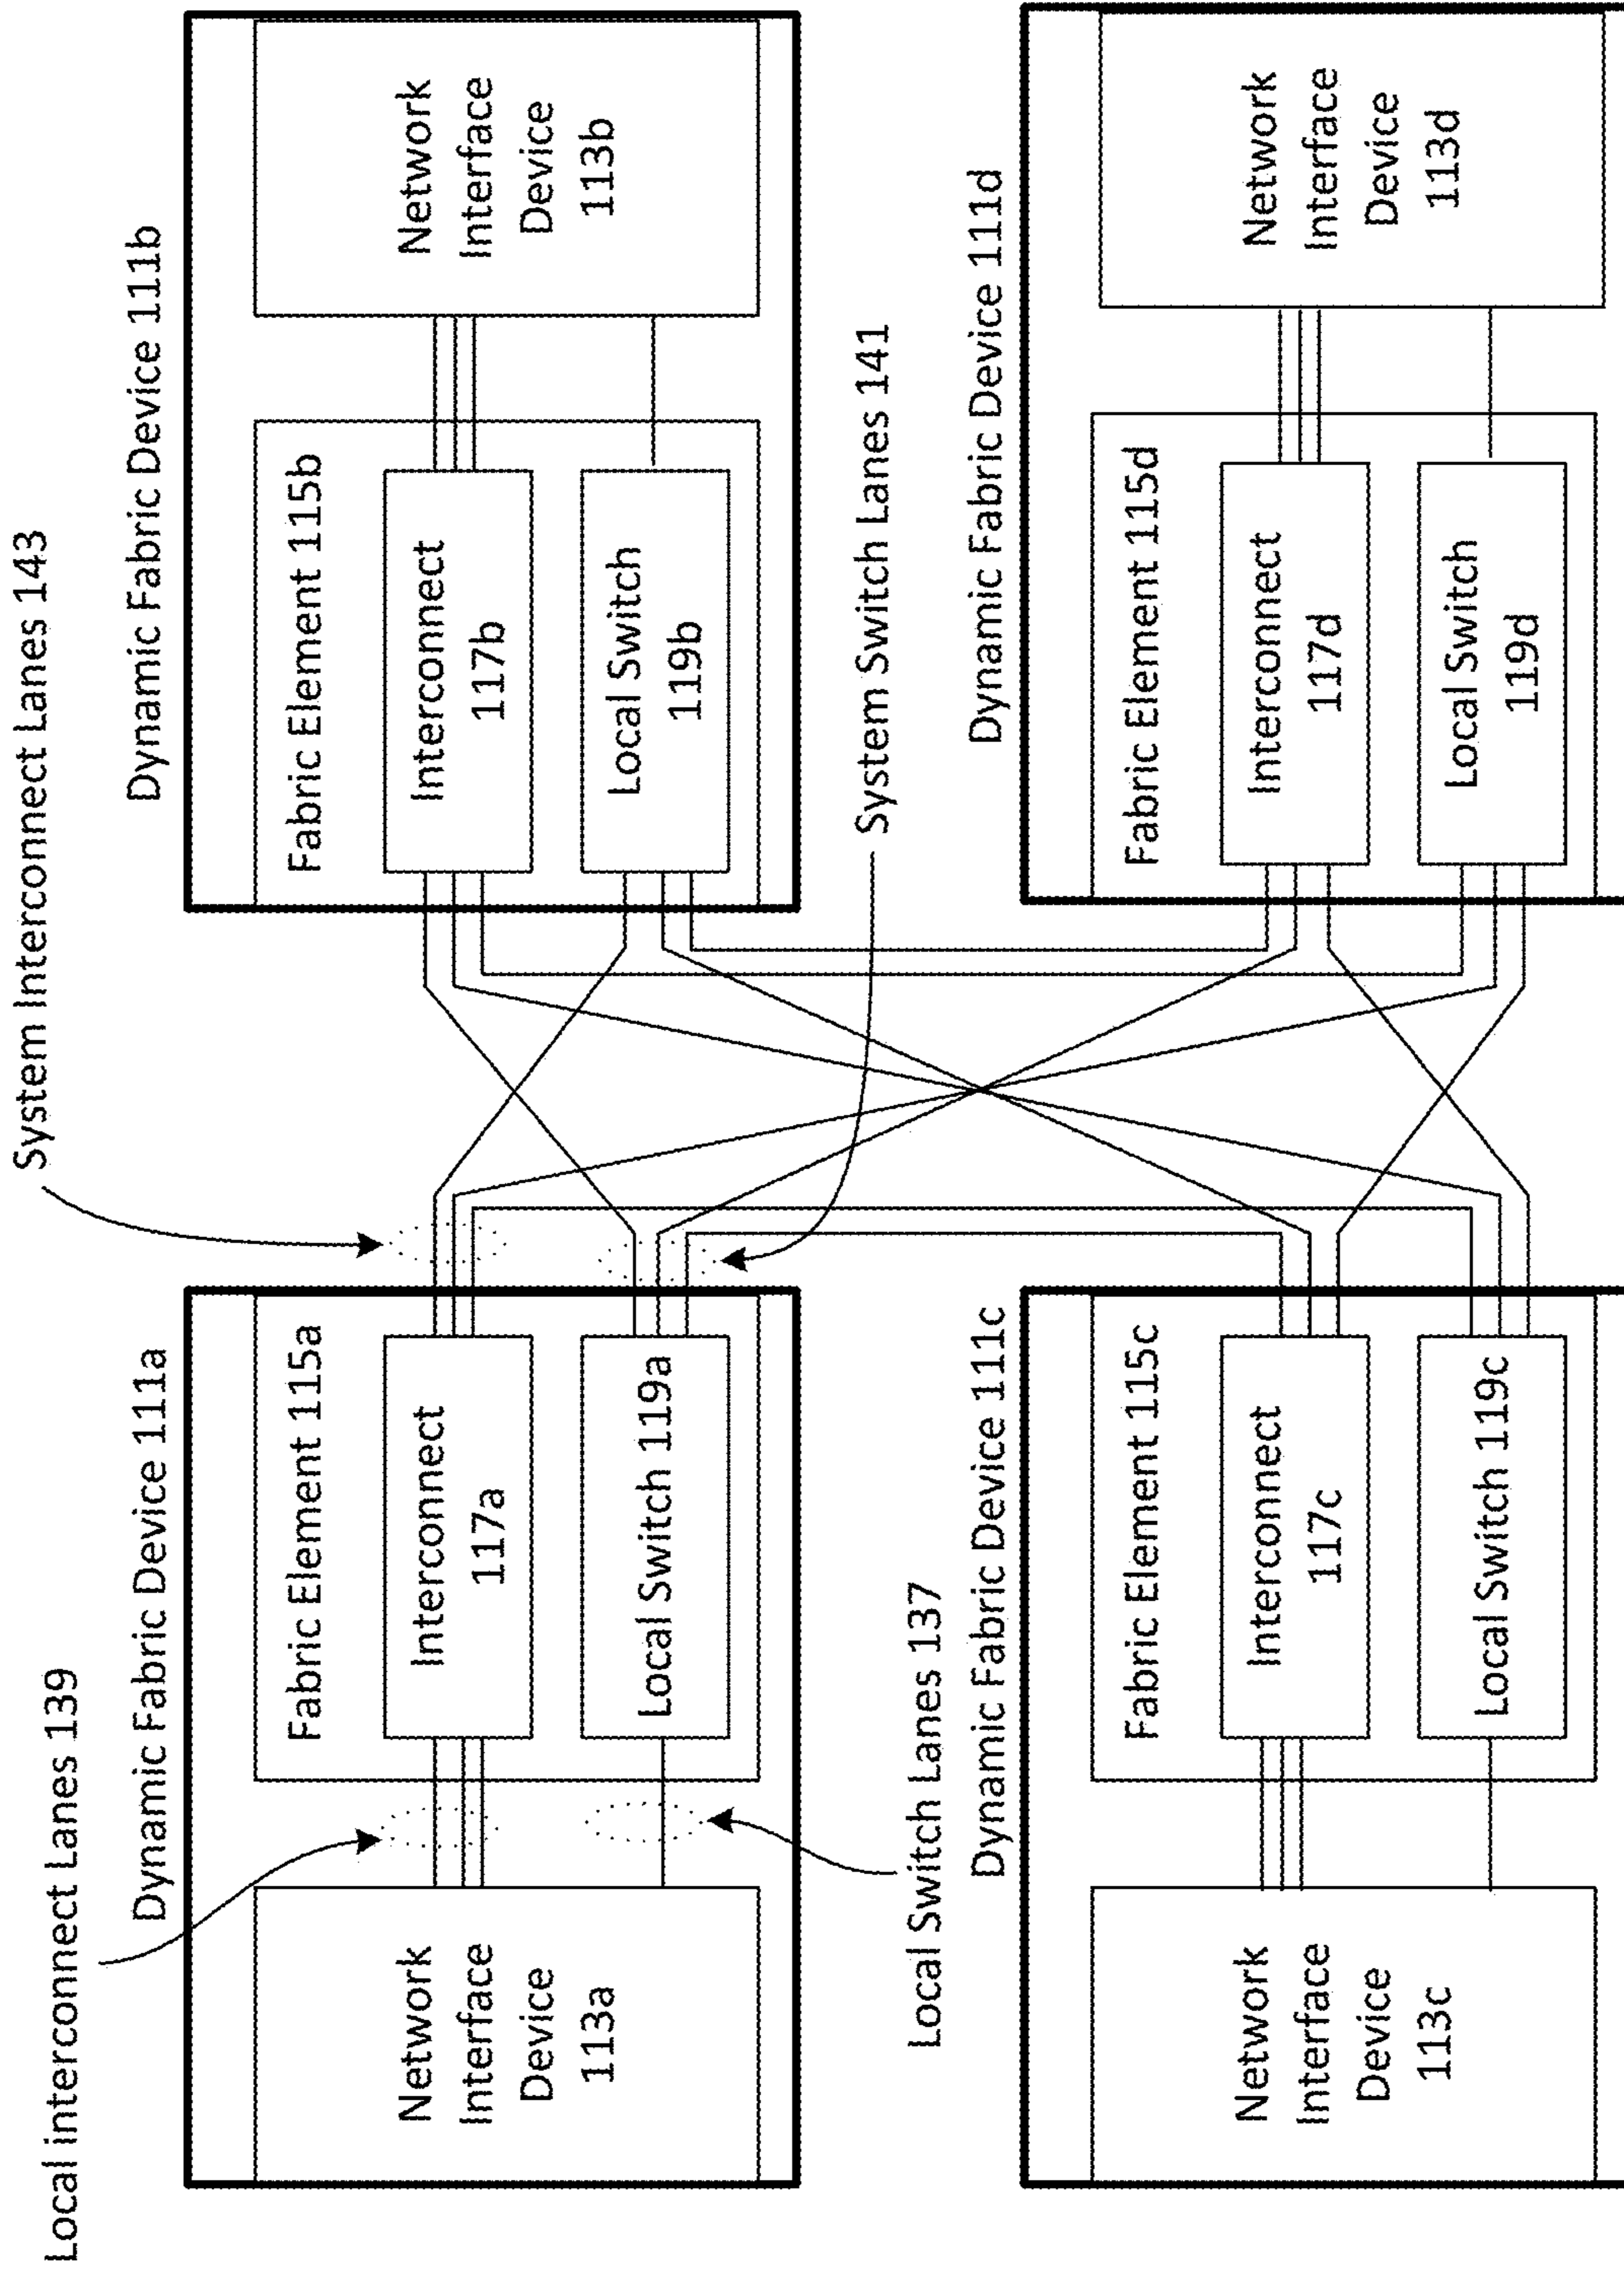 System Interconnect Lanes 143
Local interconnect Lanes 139
Dynamic Fabric Device 111a
Network
Interface
Device
113a
Fabric Element 115a
Interconnect
117a
Local Switch 119a
Dynamic Fabric Device 111b
Fabric Element 115b
Interconnect
117b
Local Switch
119b
Network
Interface
Device
113b
System Switch Lanes 141
Local Switch Lanes 137
Dynamic Fabric Device 111c
Network
Interface
Device
113c
Fabric Element 115c
Interconnect
117c
Local Switch 119c
Dynamic Fabric Device 111d
Fabric Element 115d
Interconnect
117d
Local Switch
119d
Network
Interface
Device
113d